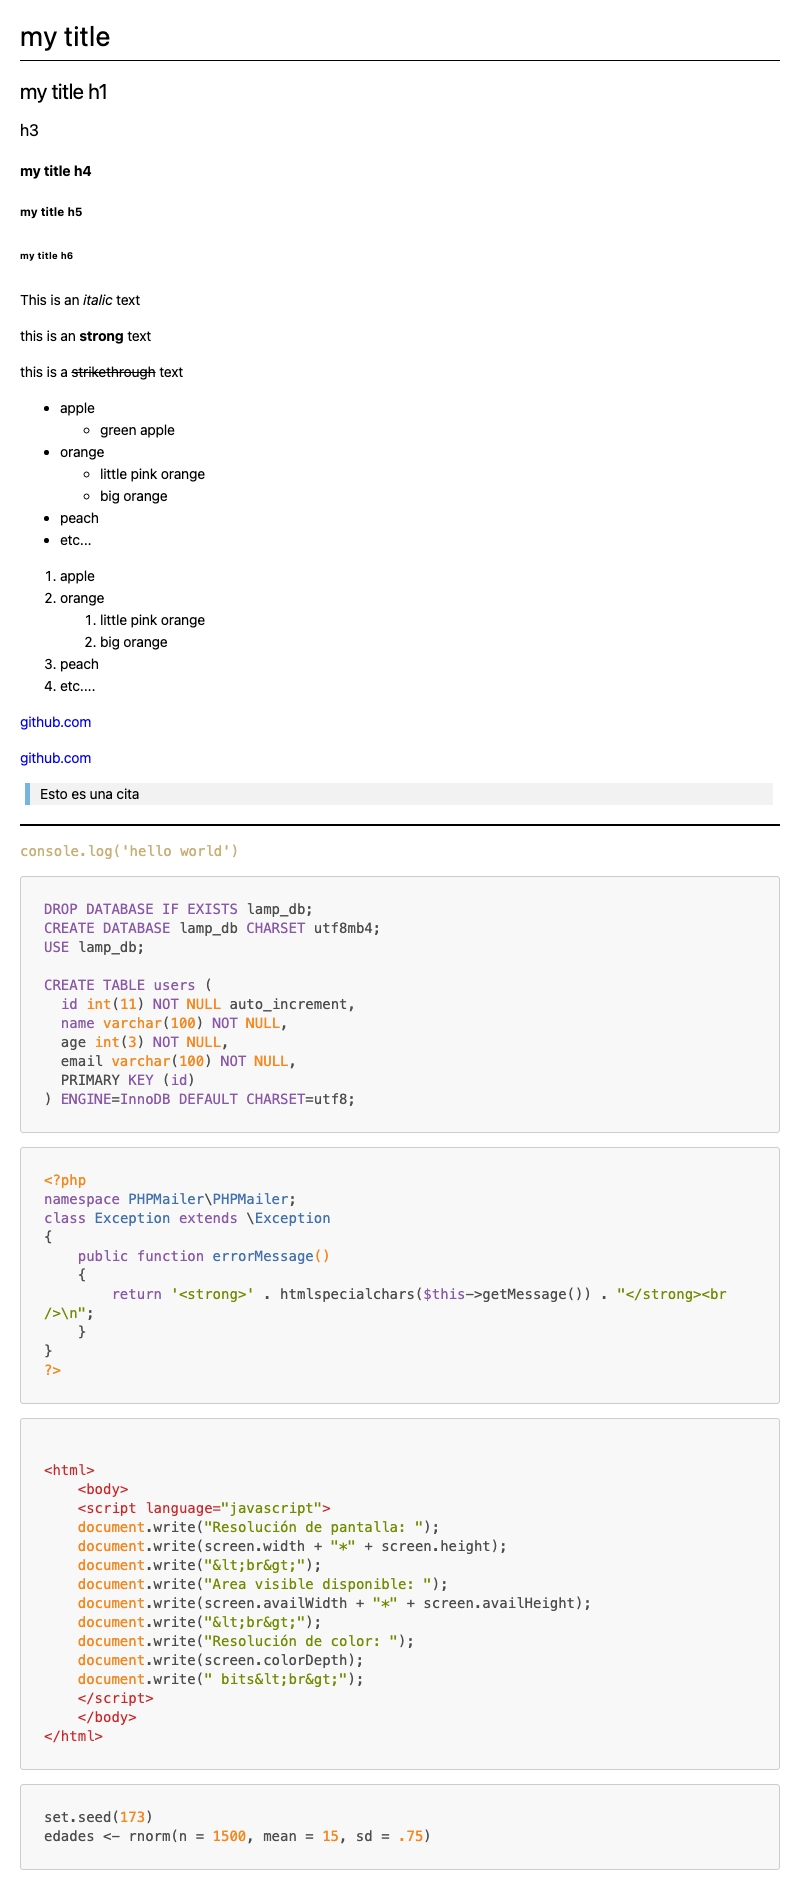 my title
my title h1
h3
my title h4
my title h5
my title h6
This is an italic text
this is an strong text
this is a strikethrough text
apple
green apple
orange
little pink orange
big orange
peach
etc...
1. apple
2. orange
1. little pink orange
2. big orange
3. peach
4. etc....
github.com
github.com
Esto es una cita
console.log('hello world')
DROP DATABASE IF EXISTS lamp_db;
CREATE DATABASE lamp_db CHARSET utf8mb4;
USE lamp_db;
CREATE TABLE users (
  id int(11) NOT NULL auto_increment,
  name varchar(100) NOT NULL,
  age int(3) NOT NULL,
  email varchar(100) NOT NULL,
  PRIMARY KEY (id)
) ENGINE=InnoDB DEFAULT CHARSET=utf8;
<?php
namespace PHPMailer\PHPMailer;
class Exception extends \Exception
{
    public function errorMessage()
    {
        return '<strong>' . htmlspecialchars($this->getMessage()) . "</strong><br
/>\n";
    }
}
?>
<html>
    <body>
    <script language="javascript">
    document.write("Resolución de pantalla: ");
    document.write(screen.width + "*" + screen.height);
    document.write("&lt;br&gt;");
    document.write("Area visible disponible: ");
    document.write(screen.availWidth + "*" + screen.availHeight);
    document.write("&lt;br&gt;");
    document.write("Resolución de color: ");
    document.write(screen.colorDepth);
    document.write(" bits&lt;br&gt;");
    </script>
    </body>
</html>
set.seed(173)
edades <- rnorm(n = 1500, mean = 15, sd = .75)